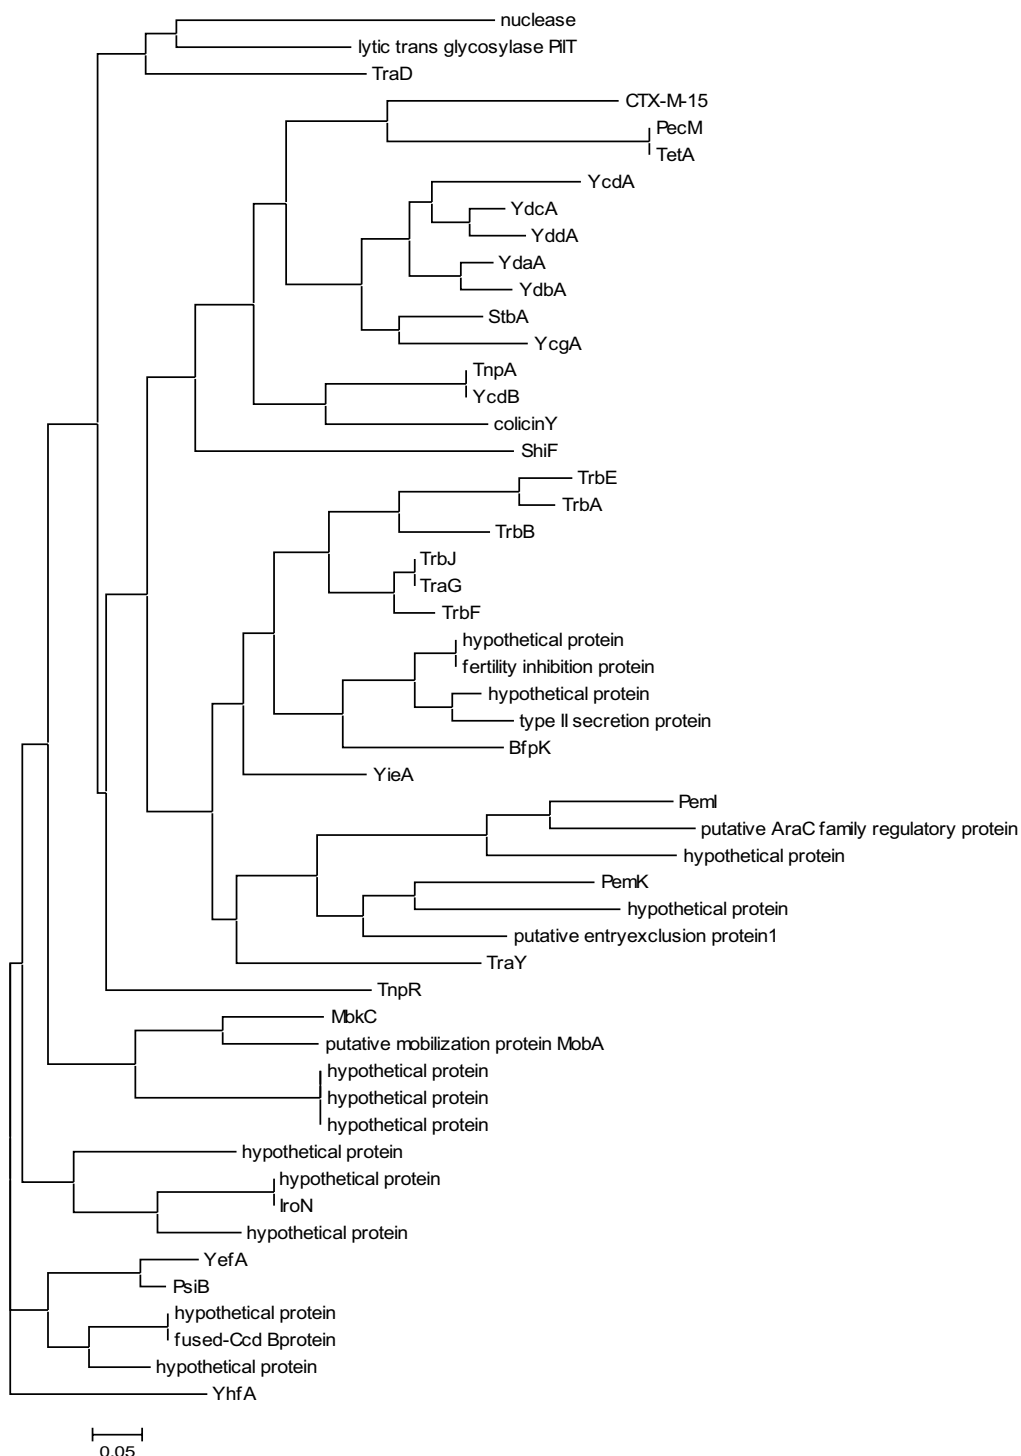 nuclease
lytic trans glycosylase PilT
TraD
CTX-M-15
PecM
TetA
YcdA
YdcA
YddA
YdaA
YdbA
StbA
YcgA
TnpA
YcdB
colicinY
ShiF
TrbE
TrbA
TrbB
TrbJ
TraG
TrbF
hypothetical protein
fertility inhibition protein
hypothetical protein
type II secretion protein
BfpK
YieA
PemI
putative AraC family regulatory protein
hypothetical protein
PemK
hypothetical protein
putative entryexclusion protein1
TraY
TnpR
MbkC
putative mobilization protein MobA
hypothetical protein
hypothetical protein
hypothetical protein
hypothetical protein
hypothetical protein
IroN
hypothetical protein
YefA
PsiB
hypothetical protein
fused-Ccd Bprotein
hypothetical protein
YhfA
0.05